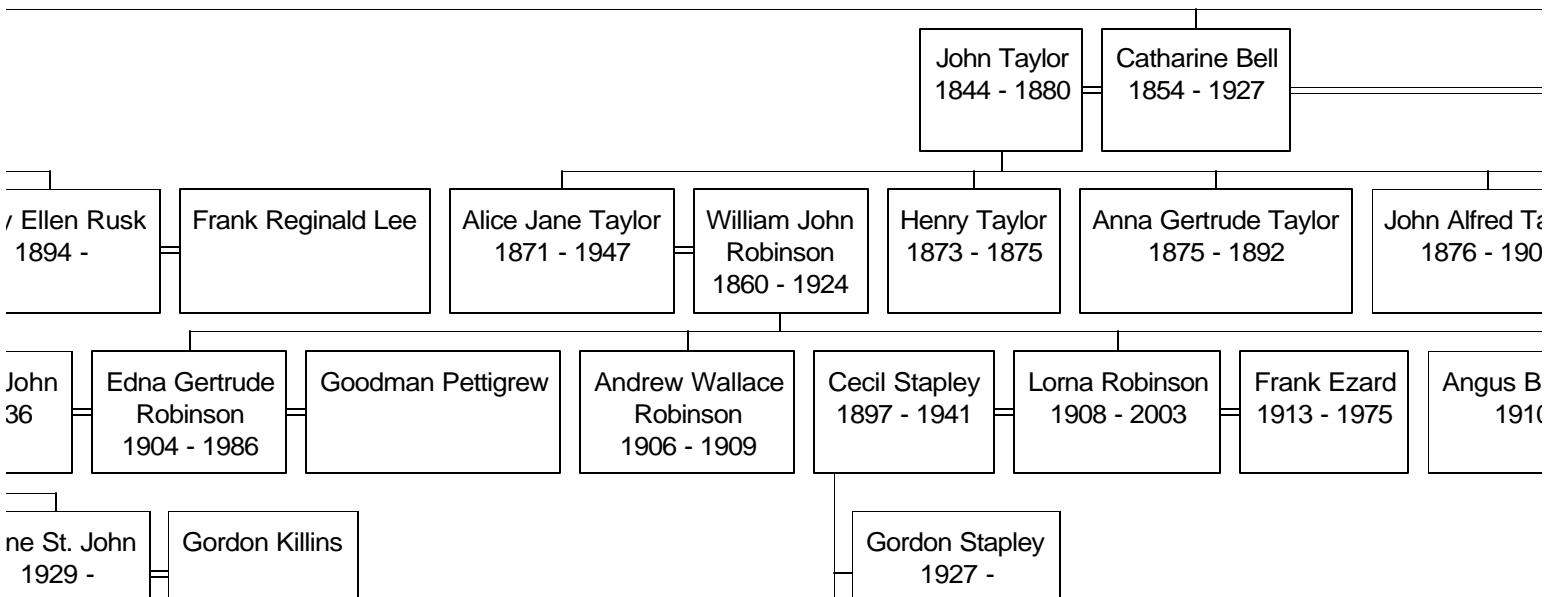 John Taylor
1844 - 1880
Catharine Bell
1854 - 1927
Ellen Rusk
1894 -
Frank Reginald Lee
Alice Jane Taylor
1871 - 1947
William John
Robinson
1860 - 1924
Henry Taylor
1873 - 1875
Anna Gertrude Taylor
1875 - 1892
John Alfred
1876 -
John
Edna Gertrude
Robinson
1904 - 1986
Goodman Pettigrew
Andrew Wallace
Robinson
1906 - 1909
Cecil Stapley
1897 - 1941
Lorna Robinson
1908 - 2003
Frank Ezard
1913 - 1975
Angus
St. John
1929 -
Gordon Killins
Gordon Stapley
1927 -